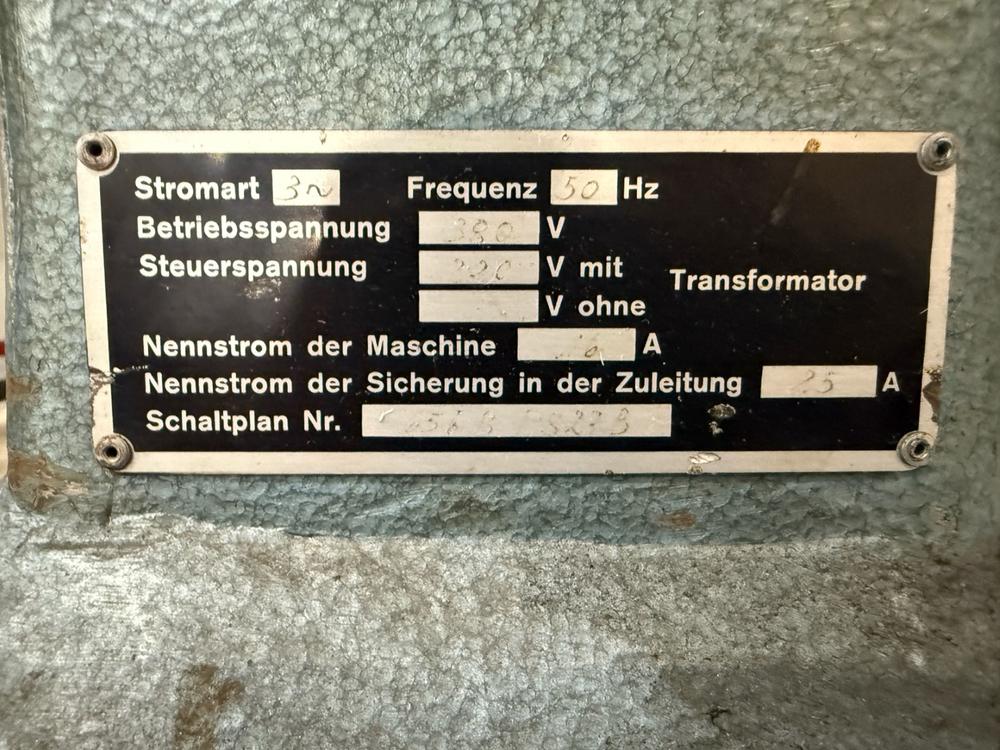 Stromart 3~ Frequenz 50 Hz
Betriebsspannung 380 V
Steuerspannung 220 V mit
Transformator
V ohne
Nennstrom der Maschine A
Nennstrom der Sicherung in der Zuleitung 25 A
Schaltplan Nr.